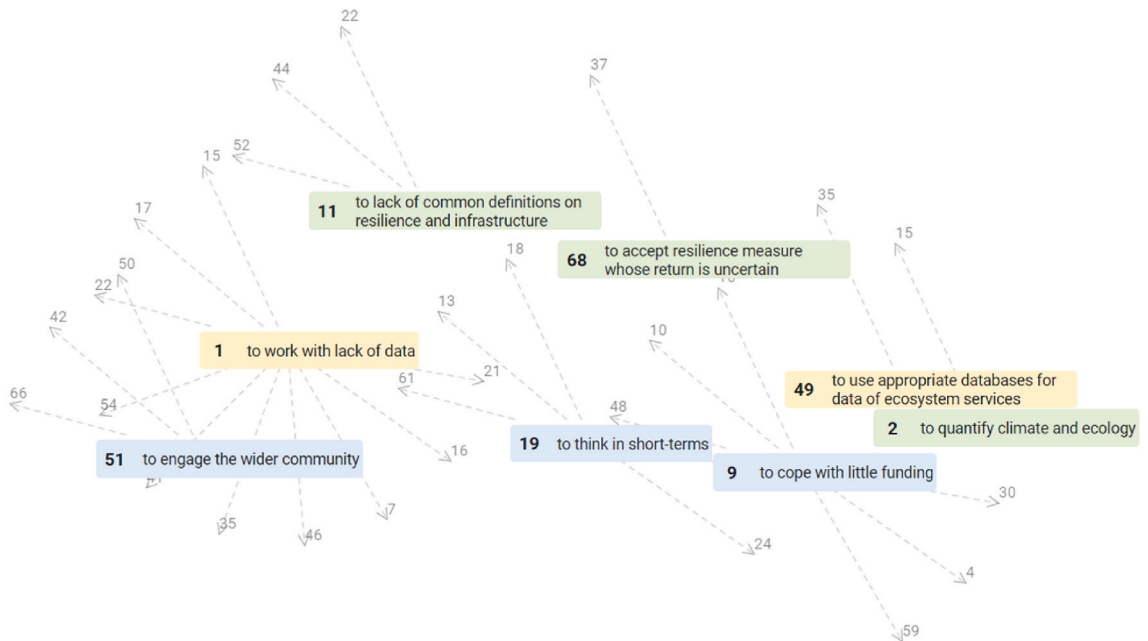 22
44
37
52
15
11 to lack of common definitions on
resilience and infrastructure
35
17
18
15
50
68 to accept resilience measure
whose return is uncertain
22
13
42
10
1 to work with lack of data
21
61
49 to use appropriate databases for
data of ecosystem services
66
54
48
2 to quantify climate and ecology
51 to engage the wider community
16
19 to think in short-terms
9 to cope with little funding
30
7
35
46
24
4
59